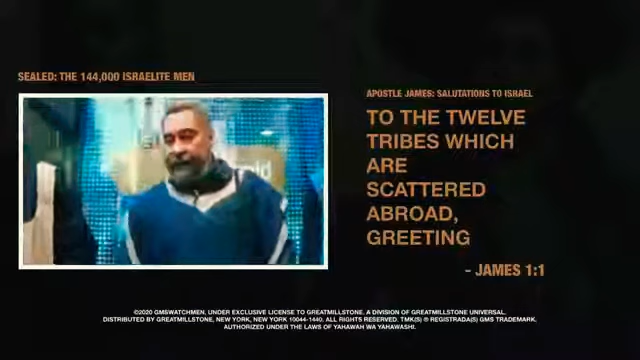 SEALED: THE 144,000 ISRAELITE MEN
APOSTLE JAMES: SALUTATIONS TO ISRAEL
TO THE TWELVE
TRIBES WHICH
ARE
SCATTERED
ABROAD,
GREETING
- JAMES 1:1
©2020 GMSWATCHMEN, UNDER EXCLUSIVE LICENSE TO GREATMILLSTONE. A DIVISION OF GREATMILLSTONE UNIVERSAL.
DISTRIBUTED BY GREATMILLSTONE, NEW YORK, NEW YORK 10044-1440. ALL RIGHTS RESERVED. TMK(S) ® REGISTRADA(S) GMS TRADEMARK.
AUTHORIZED UNDER THE LAWS OF YAHAWAH WA YAHAWASHI.